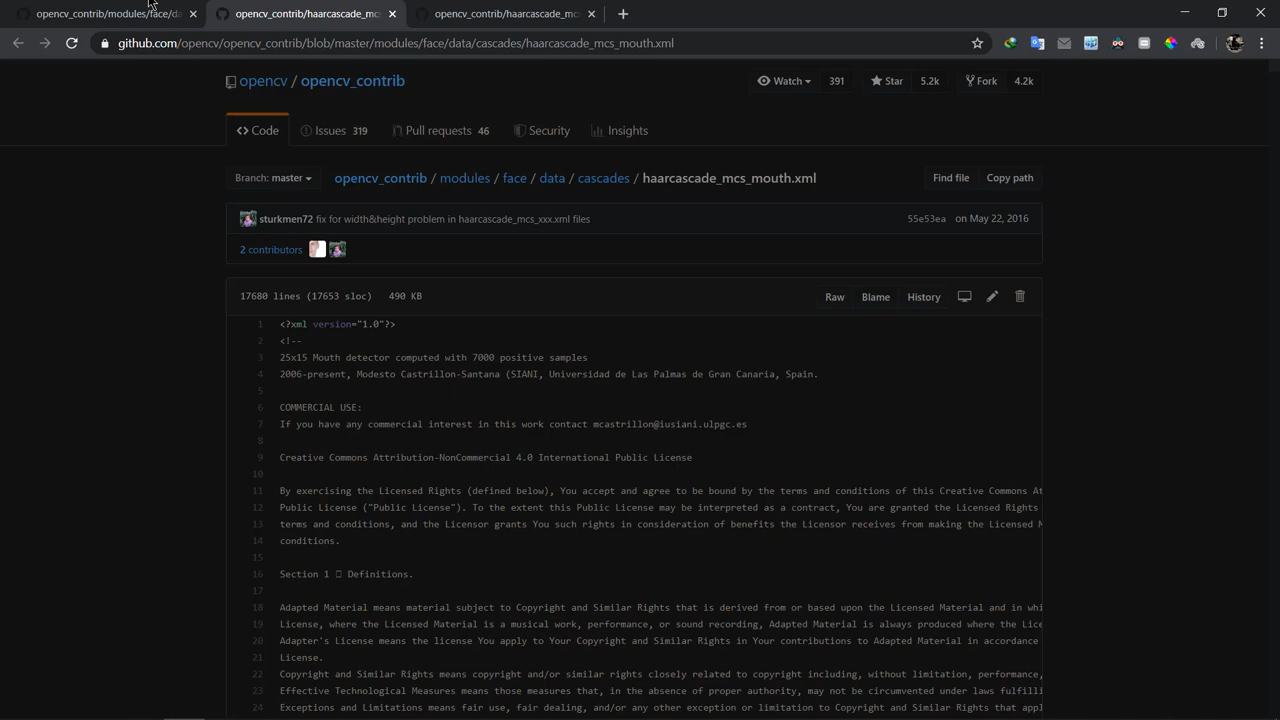 opencv_contrib/modules/face/da
opencv_contrib/haarcascade_mcs
opencv_contrib/haarcascade_mcs
github.com/opencv/opencv_contrib/blob/master/modules/face/data/cascades/haarcascade_mcs_mouth.xml
opencv / opencv_contrib
Watch 391 Star 5.2k Fork 4.2k
Code Issues 319 Pull requests 46 Security Insights
Branch: master opencv_contrib / modules / face / data / cascades / haarcascade_mcs_mouth.xml Find file Copy path
sturkmen72 fix for width&height problem in haarcascade_mcs_xxx.xml files 55e53ea on May 22, 2016
2 contributors
17680 lines (17653 sloc) 490 KB Raw Blame History
1 <?xml version="1.0"?>
2 <!--
3 25x15 Mouth detector computed with 7000 positive samples
4 2006-present, Modesto Castrillon-Santana (SIANI, Universidad de Las Palmas de Gran Canaria, Spain.
5
6 COMMERCIAL USE:
7 If you have any commercial interest in this work contact mcastrillon@iusiani.ulpgc.es
8
9 Creative Commons Attribution-NonCommercial 4.0 International Public License
10
11 By exercising the Licensed Rights (defined below), You accept and agree to be bound by the terms and conditions of this Creative Commons At
12 Public License ("Public License"). To the extent this Public License may be interpreted as a contract, You are granted the Licensed Rights
13 terms and conditions, and the Licensor grants You such rights in consideration of benefits the Licensor receives from making the Licensed M
14 conditions.
15
16 Section 1 – Definitions.
17
18 Adapted Material means material subject to Copyright and Similar Rights that is derived from or based upon the Licensed Material and in whi
19 License, where the Licensed Material is a musical work, performance, or sound recording, Adapted Material is always produced where the Lice
20 Adapter's License means the license You apply to Your Copyright and Similar Rights in Your contributions to Adapted Material in accordance
21 License.
22 Copyright and Similar Rights means copyright and/or similar rights closely related to copyright including, without limitation, performance,
23 Effective Technological Measures means those measures that, in the absence of proper authority, may not be circumvented under laws fulfilli
24 Exceptions and Limitations means fair use, fair dealing, and/or any other exception or limitation to Copyright and Similar Rights that appl